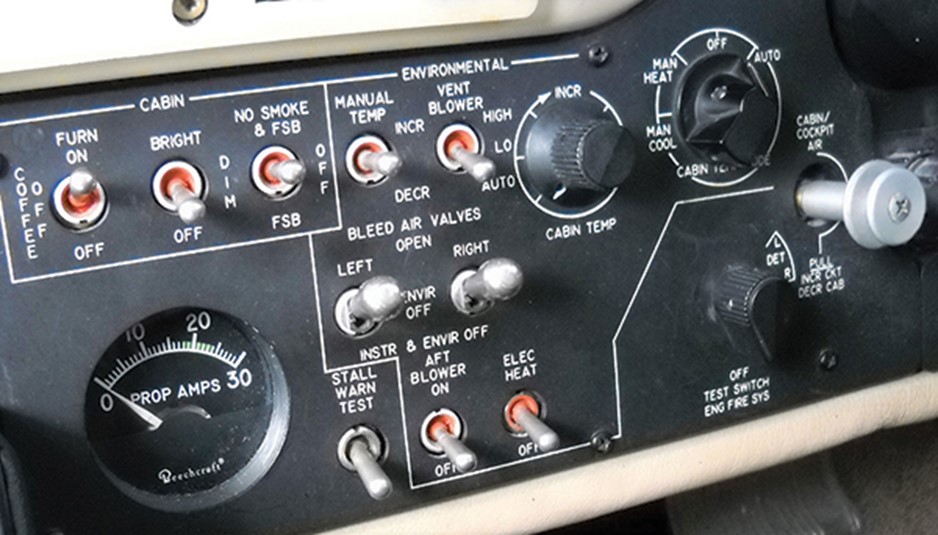 CABIN
FURN
ON
COFFEE
OFF
OFF
BRIGHT
OFF
DIM
NO SMOKE
& FSB
OFF
FSB
ENVIRONMENTAL
MANUAL
TEMP
INCR
DECR
VENT
BLOWER
HIGH
LO
AUTO
INCR
CABIN TEMP
OFF
AUTO
MAN
HEAT
MAN
COOL
CABIN
CABIN/
COCKPIT
AIR
PULL
INCR CKT
DECR CAB
BLEED AIR VALVES
OPEN
LEFT
RIGHT
ENVIR
OFF
INSTR & ENVIR OFF
STALL
WARN
TEST
AFT
BLOWER
ON
OFF
ELEC
HEAT
OFF
L
DET
R
OFF
TEST SWITCH
ENG FIRE SYS
0 10 20 30
PROP AMPS
Beechcraft